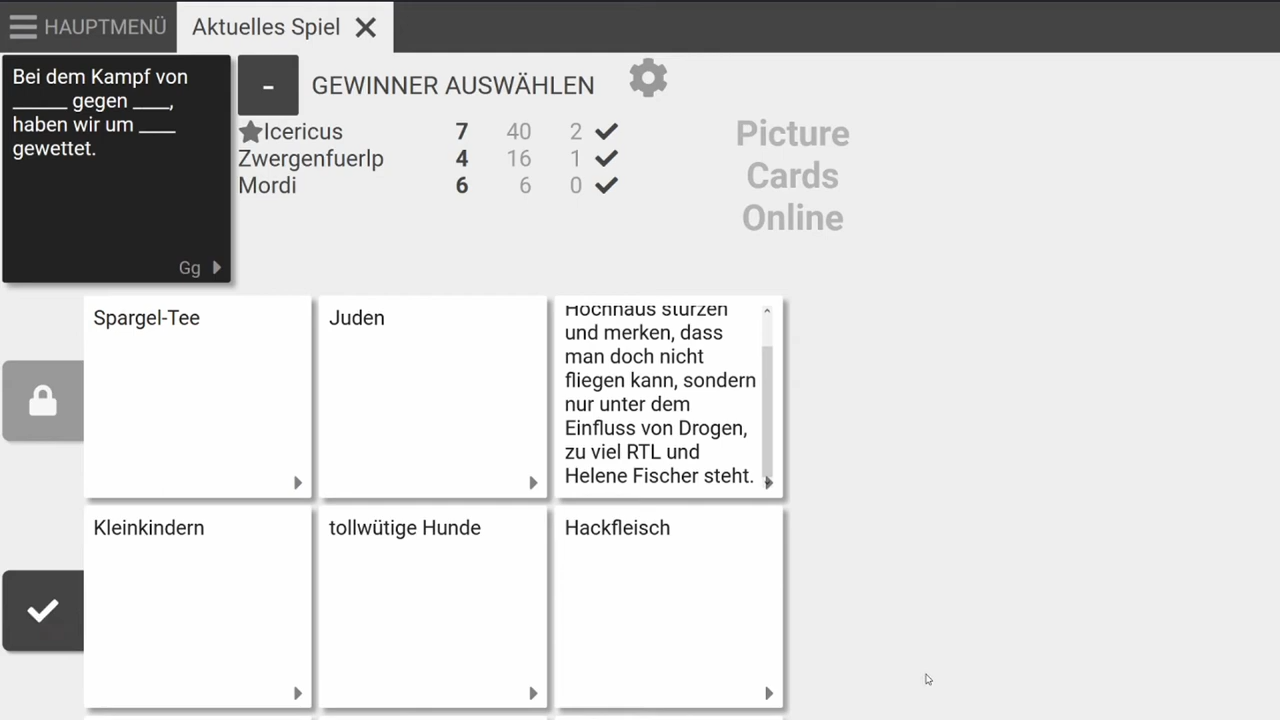 HAUPTMENÜ
Aktuelles Spiel
Bei dem Kampf von
_____ gegen ____,
haben wir um ____
gewettet.
Gg
-
GEWINNER AUSWÄHLEN
Icericus 7 40 2
Zwergenfuerlp 4 16 1
Mordi 6 6 0
Picture
Cards
Online
Spargel-Tee
Juden
Hochhaus stürzen
und merken, dass
man doch nicht
fliegen kann, sondern
nur unter dem
Einfluss von Drogen,
zu viel RTL und
Helene Fischer steht.
Kleinkindern
tollwütige Hunde
Hackfleisch